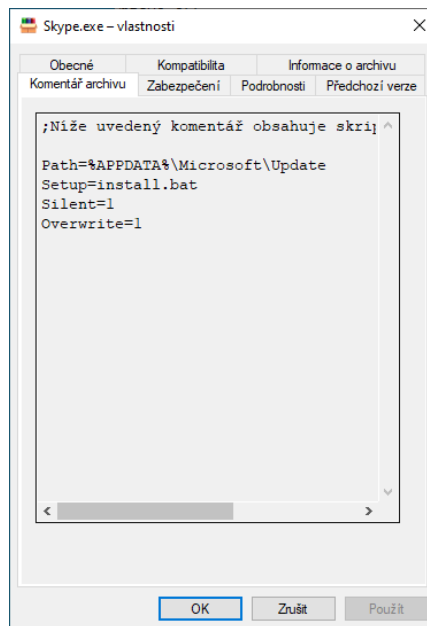 Skype.exe – vlastnosti
Obecné Kompatibilita Informace o archivu
Komentář archivu Zabezpečení Podrobnosti Předchozí verze
;Níže uvedený komentář obsahuje skrip
Path=%APPDATA%\Microsoft\Update
Setup=install.bat
Silent=1
Overwrite=1
OK Zrušit Použít